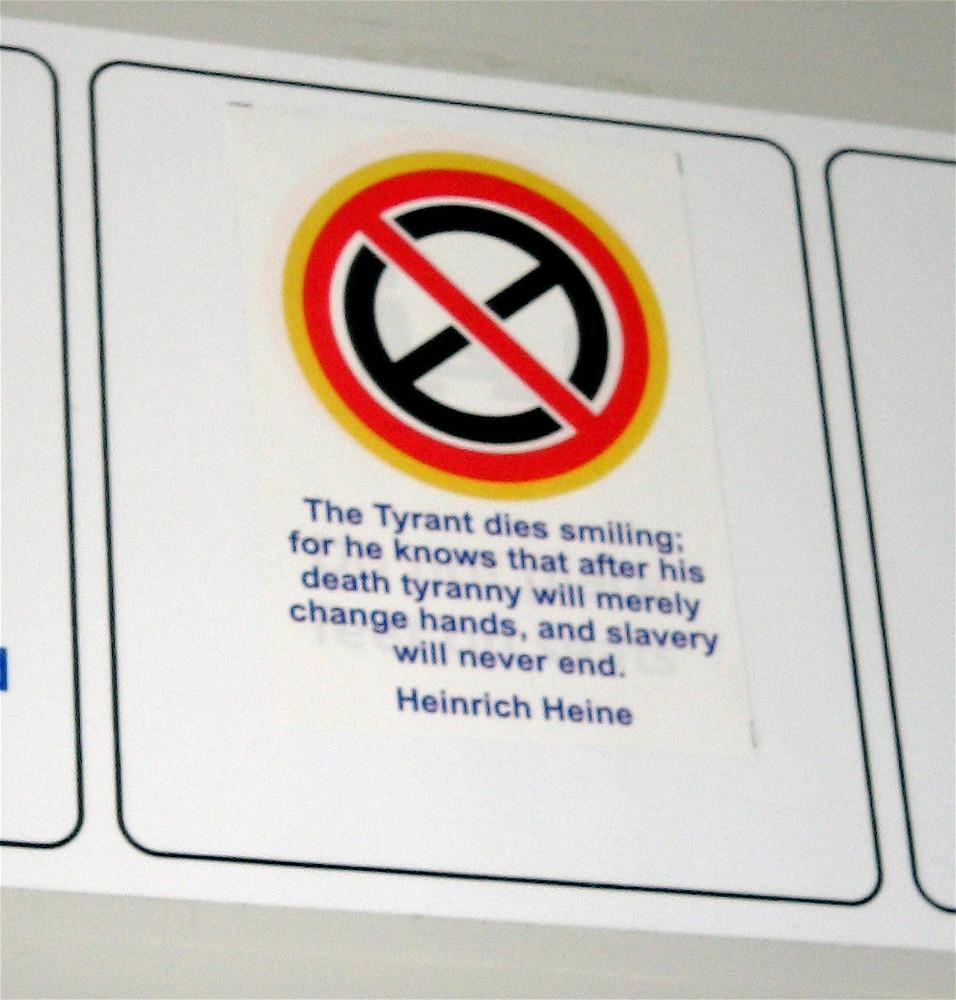 The Tyrant dies smiling;
for he knows that after his
death tyranny will merely
change hands, and slavery
will never end.
Heinrich Heine